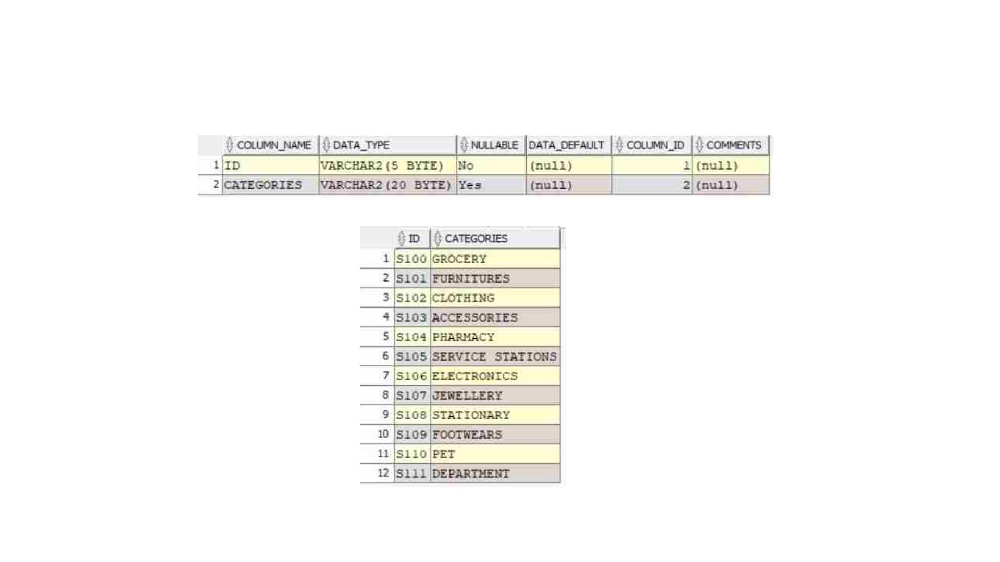 COLUMN_NAME DATA_TYPE NULLABLE DATA_DEFAULT COLUMN_ID COMMENTS
1 ID VARCHAR2(5 BYTE) No (null) 1 (null)
2 CATEGORIES VARCHAR2(20 BYTE) Yes (null) 2 (null)
ID CATEGORIES
1 S100 GROCERY
2 S101 FURNITURES
3 S102 CLOTHING
4 S103 ACCESSORIES
5 S104 PHARMACY
6 S105 SERVICE STATIONS
7 S106 ELECTRONICS
8 S107 JEWELLERY
9 S108 STATIONARY
10 S109 FOOTWEARS
11 S110 PET
12 S111 DEPARTMENT